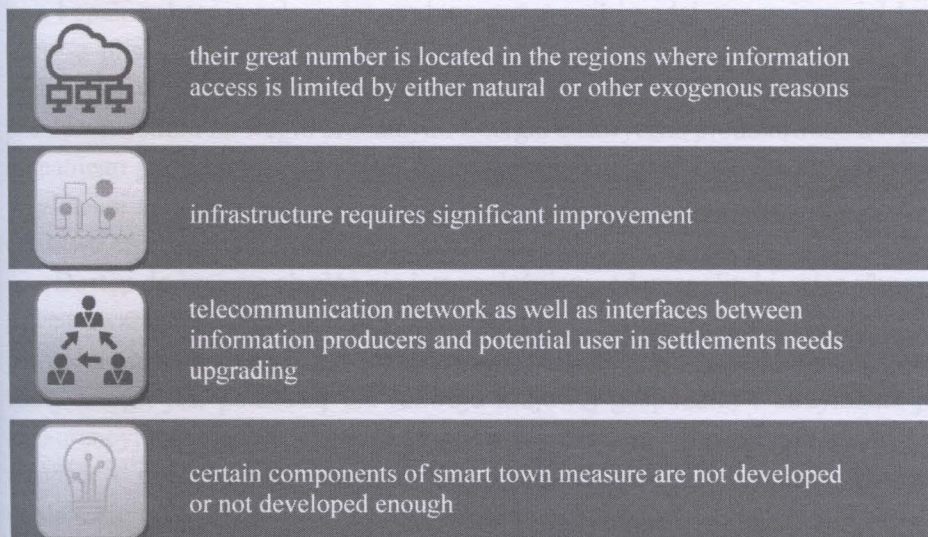 their great number is located in the regions where information
access is limited by either natural or other exogenous reasons
infrastructure requires significant improvement
telecommunication network as well as interfaces between
information producers and potential user in settlements needs
upgrading
certain components of smart town measure are not developed
or not developed enough